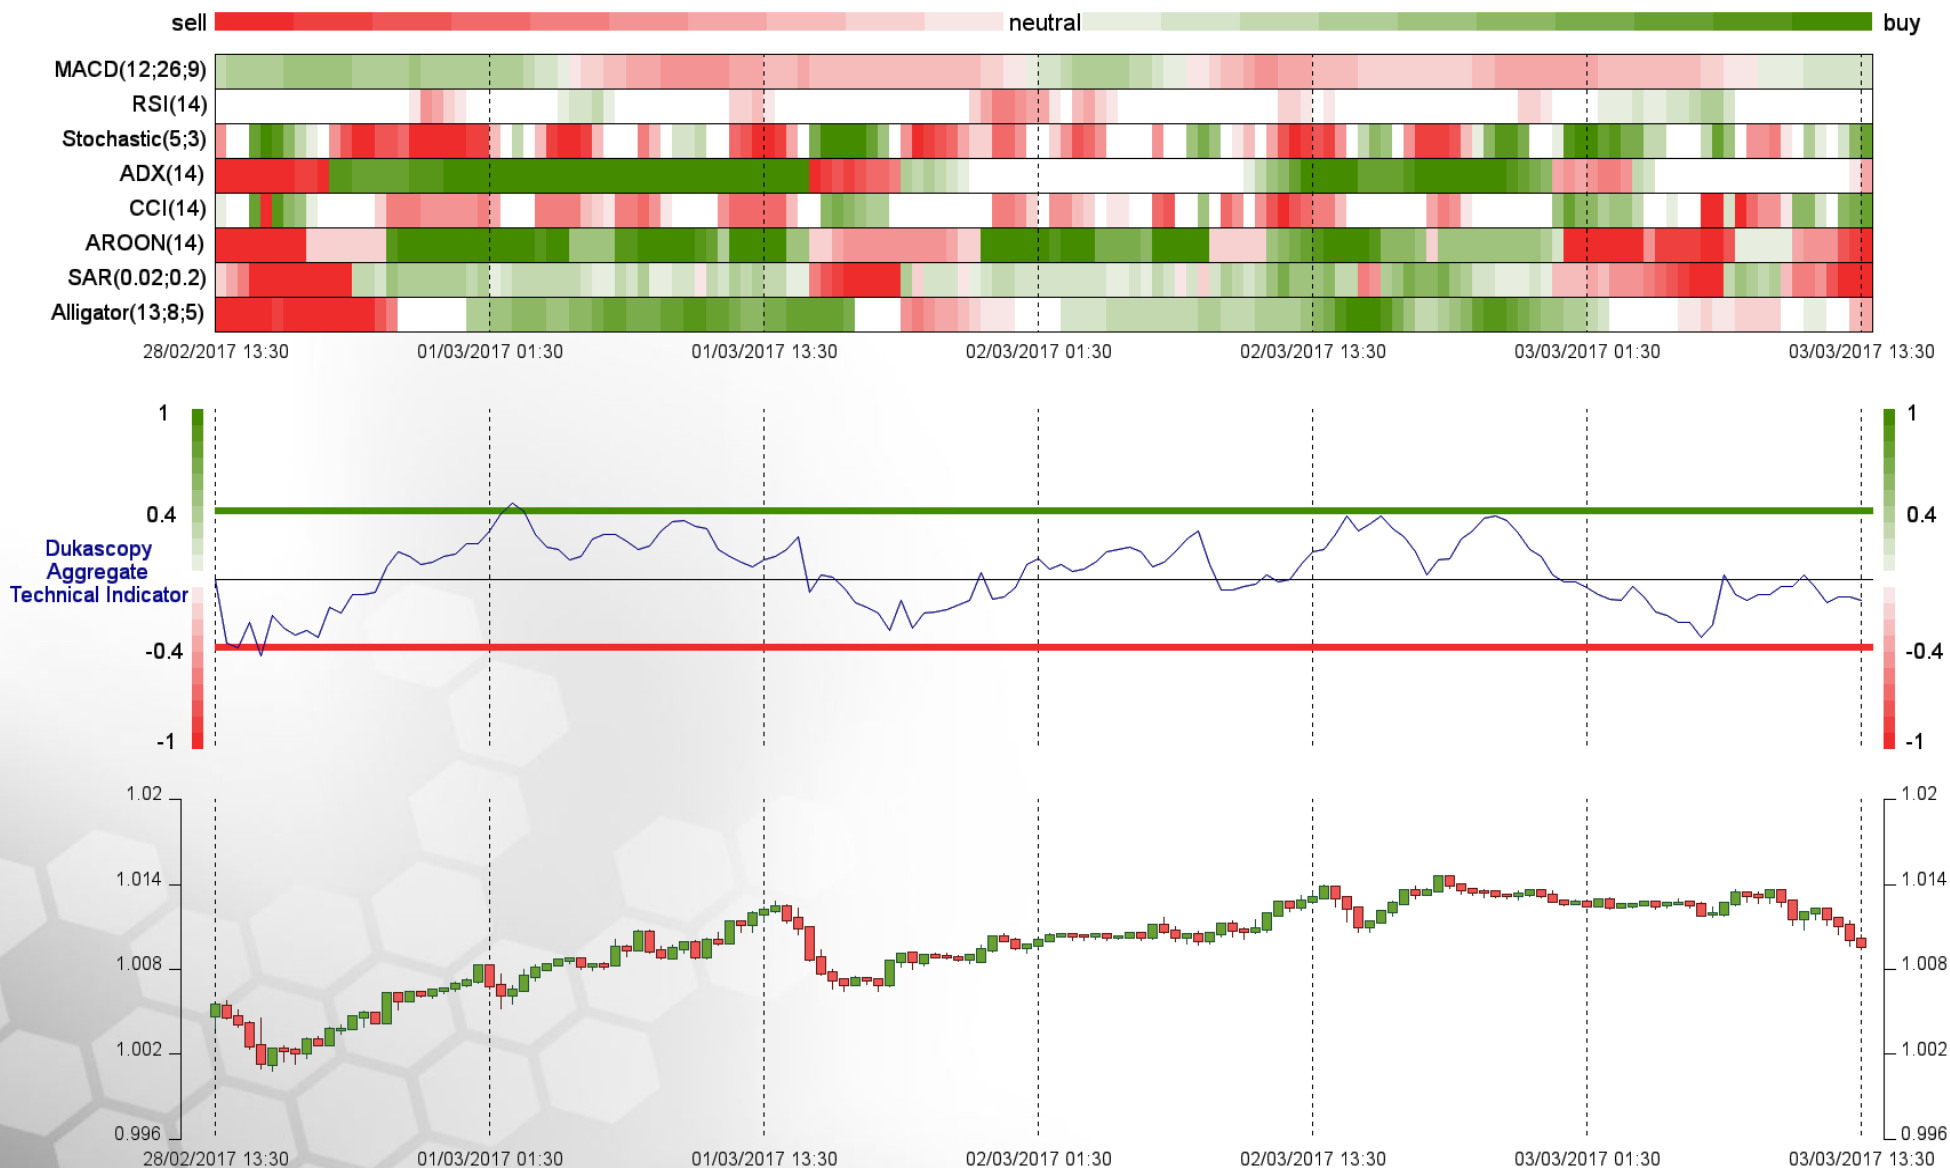 sell neutral buy
MACD(12;26;9)
RSI(14)
Stochastic(5;3)
ADX(14)
CCI(14)
AROON(14)
SAR(0.02;0.2)
Alligator(13;8;5)
28/02/2017 13:30 01/03/2017 01:30 01/03/2017 13:30 02/03/2017 01:30 02/03/2017 13:30 03/03/2017 01:30 03/03/2017 13:30
1 1
0.4 0.4
Dukascopy
Aggregate
Technical Indicator
-0.4 -0.4
-1 -1
1.02 1.02
1.014 1.014
1.008 1.008
1.002 1.002
0.996 0.996
28/02/2017 13:30 01/03/2017 01:30 01/03/2017 13:30 02/03/2017 01:30 02/03/2017 13:30 03/03/2017 01:30 03/03/2017 13:30